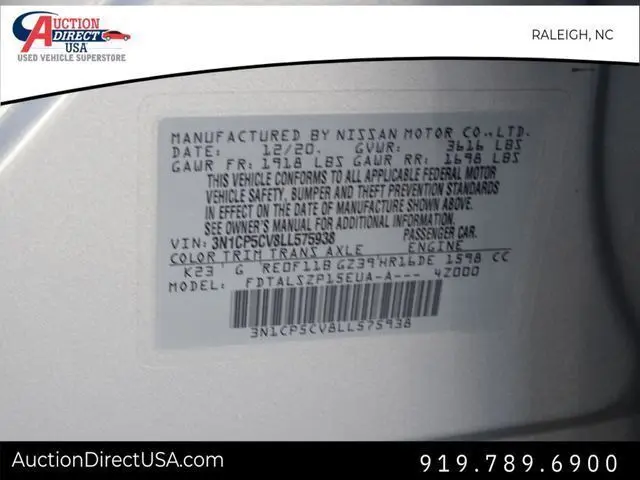 AUCTION
DIRECT
USA
USED VEHICLE SUPERSTORE
RALEIGH, NC
MANUFACTURED BY NISSAN MOTOR CO.,LTD.
DATE: 12/20. GVWR: 3616 LBS
GAWR FR: 1918 LBS GAWR RR: 1698 LBS
THIS VEHICLE CONFORMS TO ALL APPLICABLE FEDERAL MOTOR
VEHICLE SAFETY, BUMPER AND THEFT PREVENTION STANDARDS
IN EFFECT ON THE DATE OF MANUFACTURE SHOWN ABOVE.
SEE OWNER'S MANUAL FOR ADDITIONAL INFORMATION.
VIN: 3N1CP5CV8LL575938 PASSENGER CAR.
COLOR TRIM TRANS AXLE ENGINE
K23 G RE0F11B GZ39 HR16DE 1598 CC
MODEL: FDTALSZP15EUA-A--- 4Z000
3N1CP5CV8LL575938
AuctionDirectUSA.com
919.789.6900